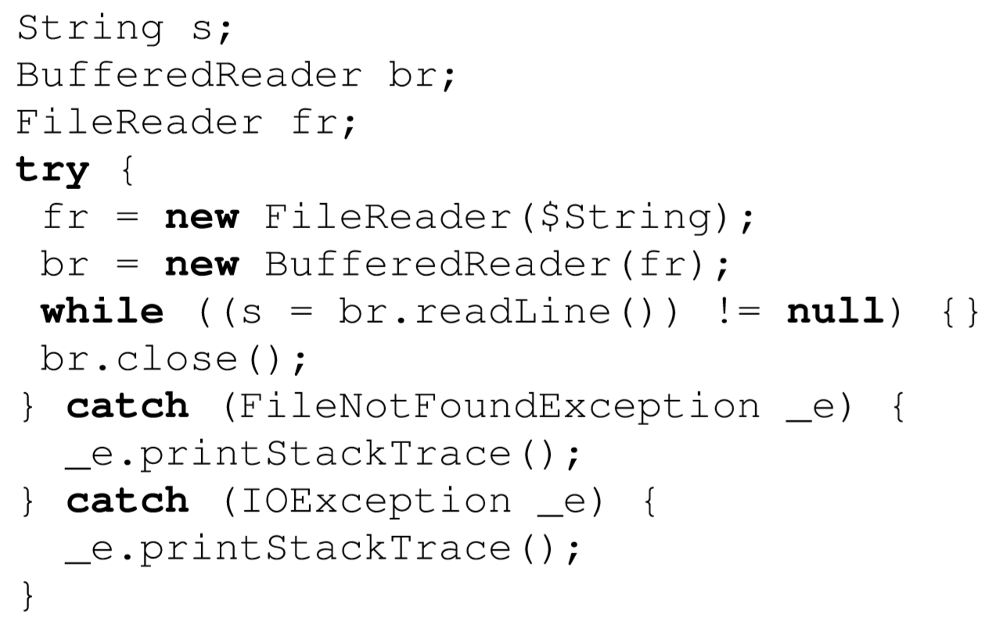 String s;
BufferedReader br;
FileReader fr;
try {
 fr = new FileReader($String);
 br = new BufferedReader(fr);
 while ((s = br.readLine()) != null) {}
 br.close();
} catch (FileNotFoundException _e) {
  _e.printStackTrace();
} catch (IOException _e) {
  _e.printStackTrace();
}